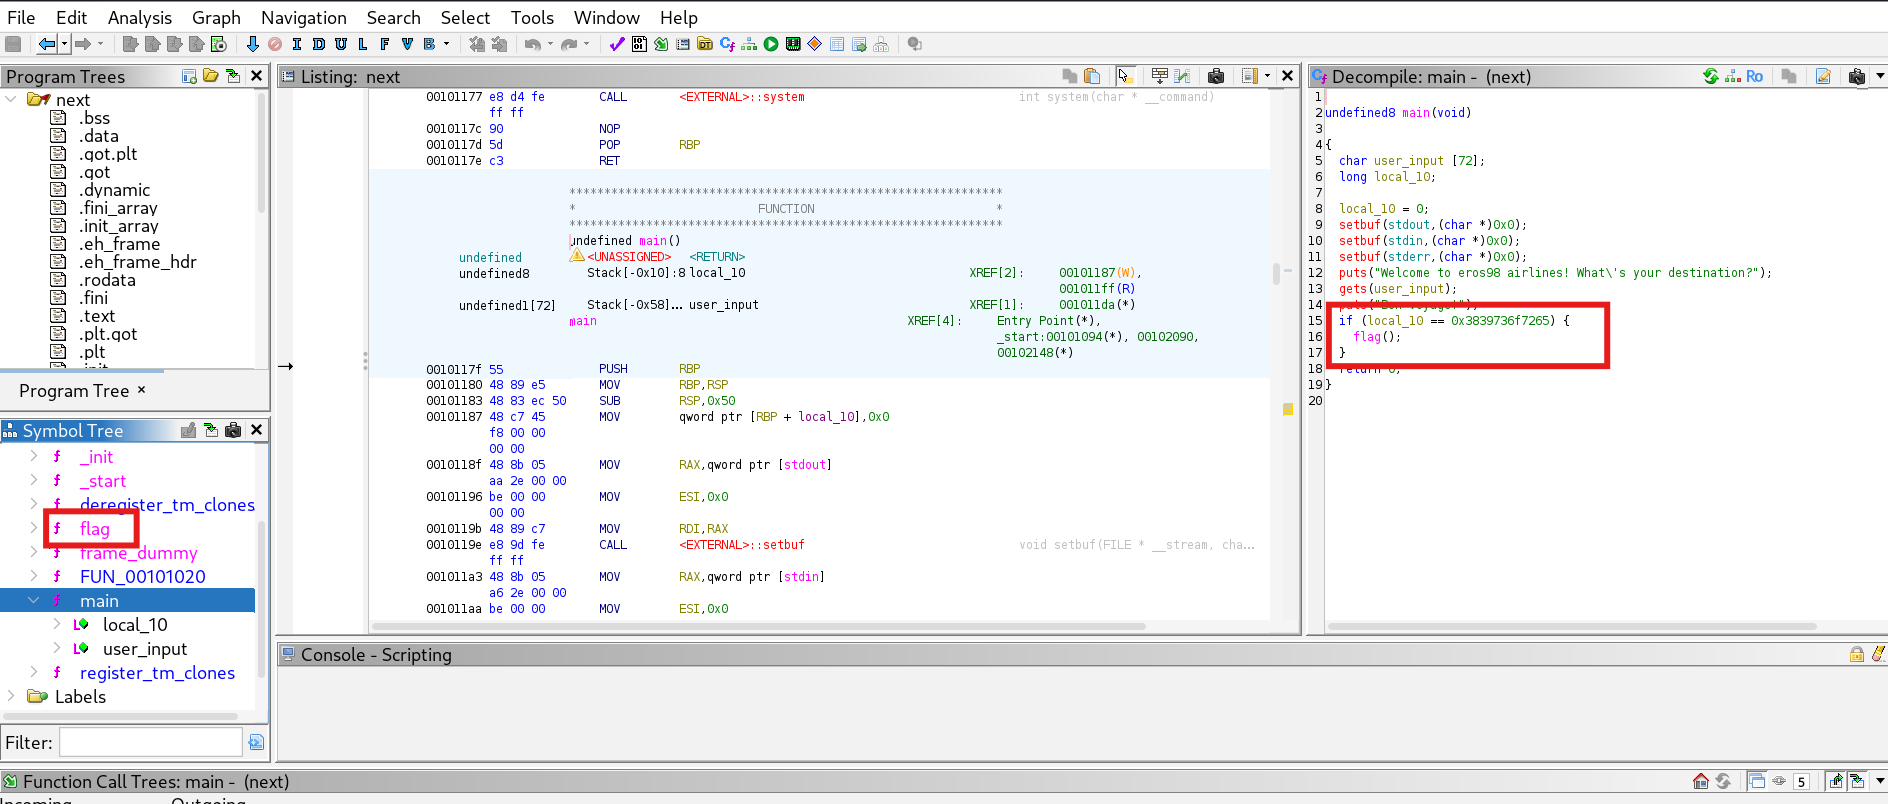 File Edit Analysis Graph Navigation Search Select Tools Window Help
I D U L F V B
Program Trees
next
.bss
.data
.got.plt
.got
.dynamic
.fini_array
.init_array
.eh_frame
.eh_frame_hdr
.rodata
.fini
.text
.plt.got
.plt
Program Tree ×
Symbol Tree
f _init
f _start
f deregister_tm_clones
f flag
f frame_dummy
f FUN_00101020
f main
local_10
user_input
f register_tm_clones
Labels
Filter:
Listing: next
00101177 e8 d4 fe CALL <EXTERNAL>::system int system(char * __command)
ff ff
0010117c 90 NOP
0010117d 5d POP RBP
0010117e c3 RET
**************************************************************
* FUNCTION *
**************************************************************
undefined main()
undefined <UNASSIGNED> <RETURN>
undefined8 Stack[-0x10]:8 local_10 XREF[2]: 00101187(W),
001011ff(R)
undefined1[72] Stack[-0x58]... user_input XREF[1]: 001011da(*)
main XREF[4]: Entry Point(*),
_start:00101094(*), 00102090,
00102148(*)
0010117f 55 PUSH RBP
00101180 48 89 e5 MOV RBP,RSP
00101183 48 83 ec 50 SUB RSP,0x50
00101187 48 c7 45 MOV qword ptr [RBP + local_10],0x0
f8 00 00
00 00
0010118f 48 8b 05 MOV RAX,qword ptr [stdout]
aa 2e 00 00
00101196 be 00 00 MOV ESI,0x0
00 00
0010119b 48 89 c7 MOV RDI,RAX
0010119e e8 9d fe CALL <EXTERNAL>::setbuf void setbuf(FILE * __stream, cha...
ff ff
001011a3 48 8b 05 MOV RAX,qword ptr [stdin]
a6 2e 00 00
001011aa be 00 00 MOV ESI,0x0
Decompile: main - (next)
Ro
1
2 undefined8 main(void)
3
4 {
5 char user_input [72];
6 long local_10;
7
8 local_10 = 0;
9 setbuf(stdout,(char *)0x0);
10 setbuf(stdin,(char *)0x0);
11 setbuf(stderr,(char *)0x0);
12 puts("Welcome to eros98 airlines! What\'s your destination?");
13 gets(user_input);
14
15 if (local_10 == 0x3839736f7265) {
16 flag();
17 }
18 return 0;
19 }
20
Console - Scripting
Function Call Trees: main - (next)
5
Incoming Outgoing